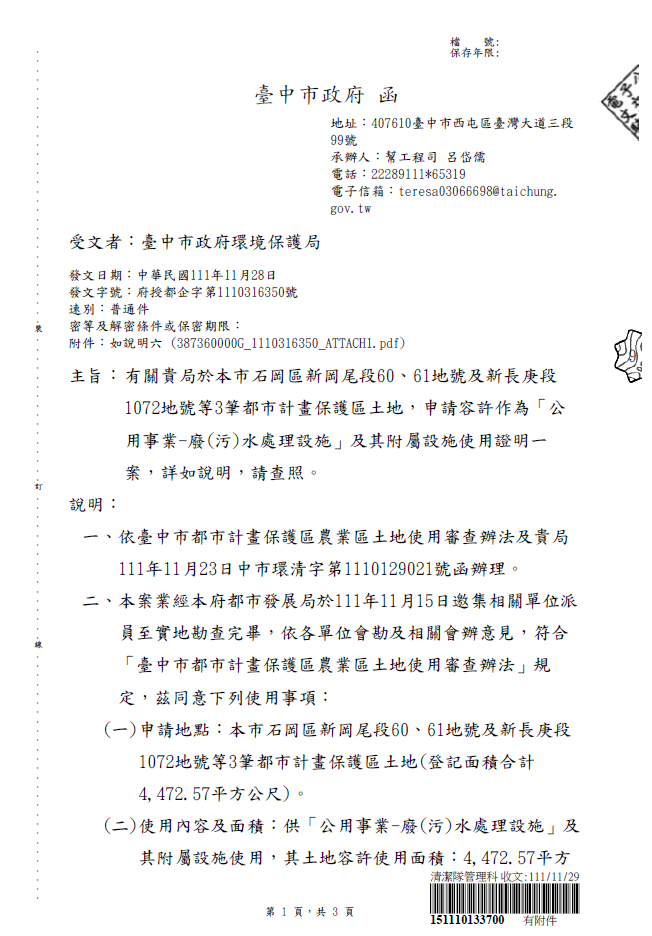 檔　　號:
保存年限:
臺中市政府 函
地址：407610臺中市西屯區臺灣大道三段
99號
承辦人：幫工程司 呂岱儒
電話：22289111*65319
電子信箱：teresa03066698@taichung.
gov.tw
受文者：臺中市政府環境保護局
發文日期：中華民國111年11月28日
發文字號：府授都企字第1110316350號
速別：普通件
密等及解密條件或保密期限：
附件：如說明六 (387360000G_1110316350_ATTACH1.pdf)
主旨：有關貴局於本市石岡區新岡尾段60、61地號及新長庚段
1072地號等3筆都市計畫保護區土地，申請容許作為「公
用事業-廢(污)水處理設施」及其附屬設施使用證明一
案，詳如說明，請查照。
說明：
一、依臺中市都市計畫保護區農業區土地使用審查辦法及貴局
111年11月23日中市環清字第1110129021號函辦理。
二、本案業經本府都市發展局於111年11月15日邀集相關單位派
員至實地勘查完畢，依各單位會勘及相關會辦意見，符合
「臺中市都市計畫保護區農業區土地使用審查辦法」規
定，茲同意下列使用事項：
(一)申請地點：本市石岡區新岡尾段60、61地號及新長庚段
1072地號等3筆都市計畫保護區土地(登記面積合計
4,472.57平方公尺)。
(二)使用內容及面積：供「公用事業-廢(污)水處理設施」及
其附屬設施使用，其土地容許使用面積：4,472.57平方
裝
訂
線
9
清潔隊管理科 收文:111/11/29
151110133700 有附件
第 1 頁，共 3 頁